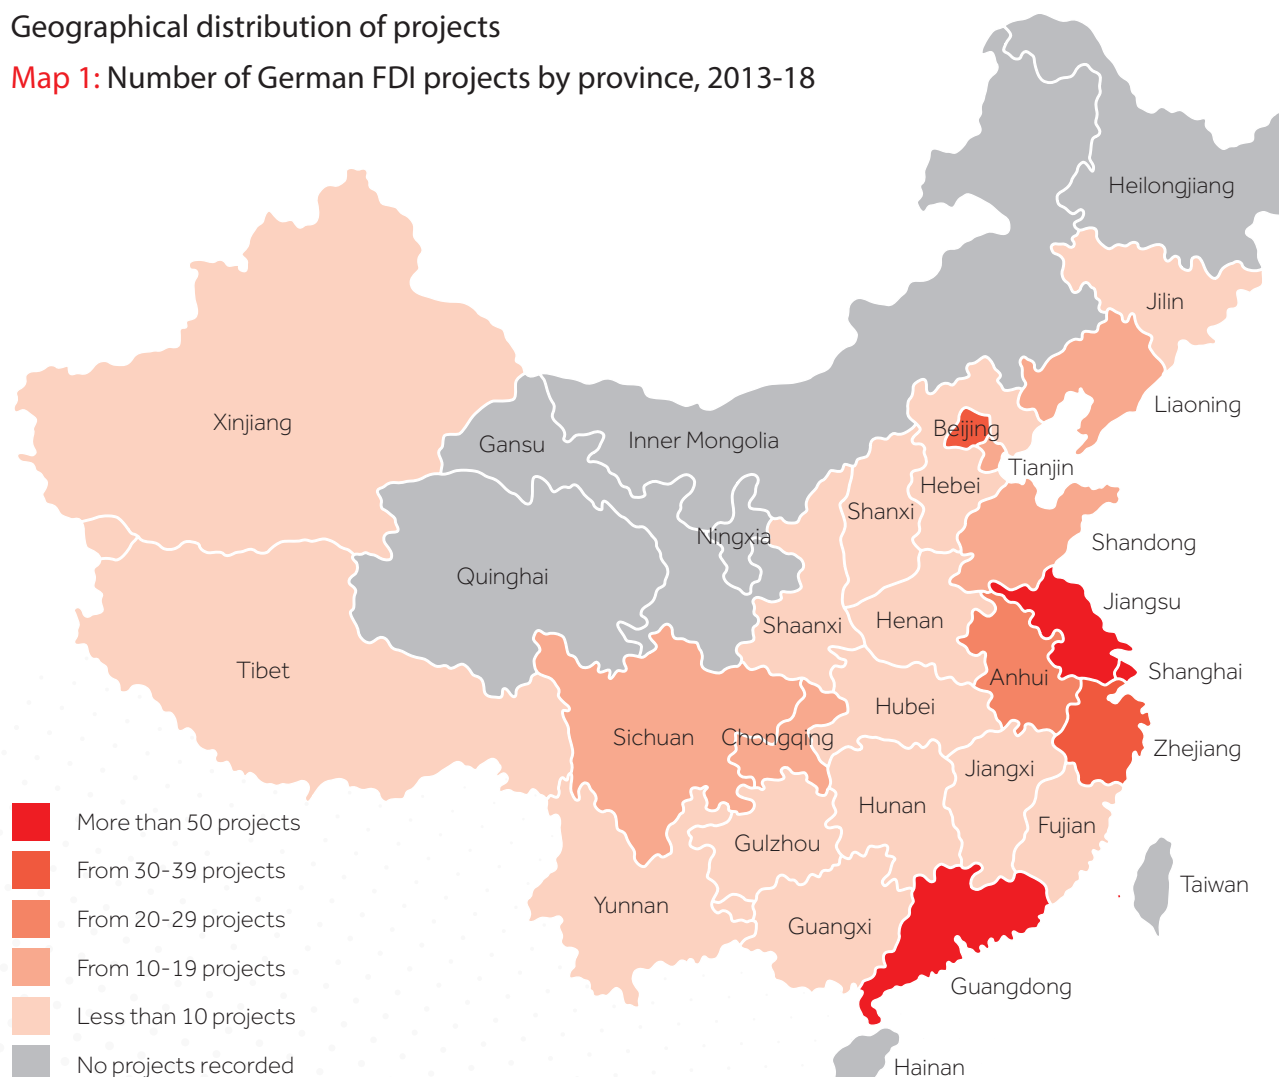 Geographical distribution of projects
Map 1: Number of German FDI projects by province, 2013-18
Heilongjiang
Jilin
Liaoning
Xinjiang
Gansu
Inner Mongolia
Beijing
Tianjin
Hebei
Shanxi
Ningxia
Shandong
Quinghai
Jiangsu
Shaanxi
Henan
Tibet
Anhui
Shanghai
Hubei
Sichuan
Chongqing
Zhejiang
Jiangxi
Hunan
Fujian
Gulzhou
Taiwan
Yunnan
Guangxi
Guangdong
Hainan
More than 50 projects
From 30-39 projects
From 20-29 projects
From 10-19 projects
Less than 10 projects
No projects recorded